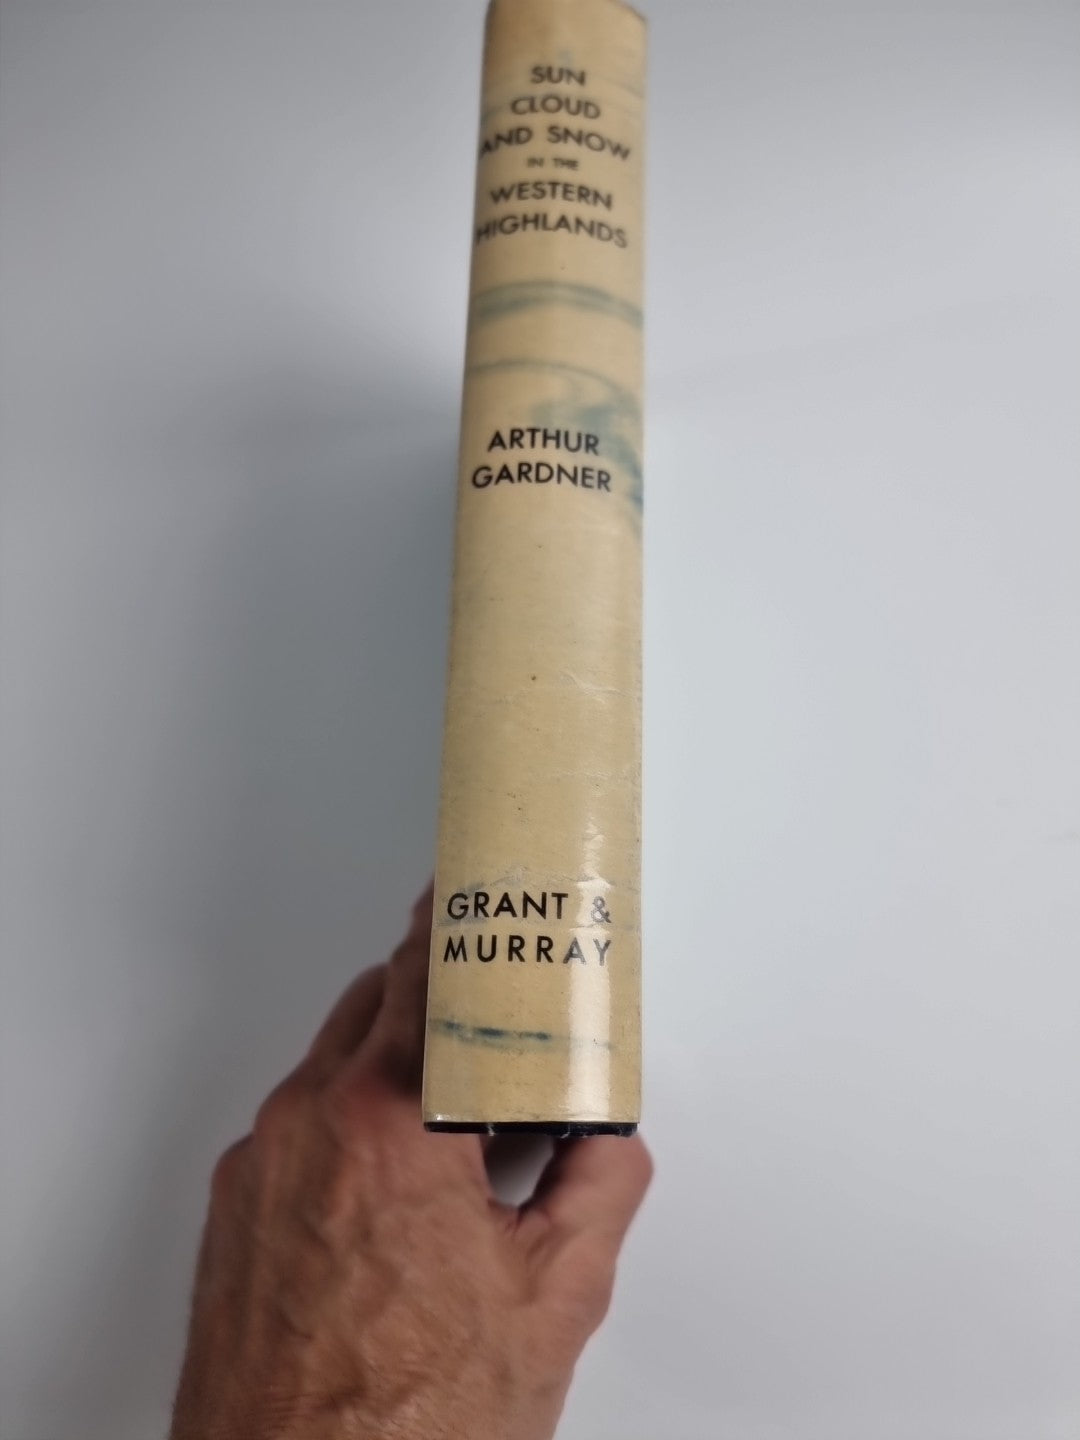 SUN
CLOUD
AND SNOW
IN THE
WESTERN
HIGHLANDS
ARTHUR
GARDNER
GRANT &
MURRAY